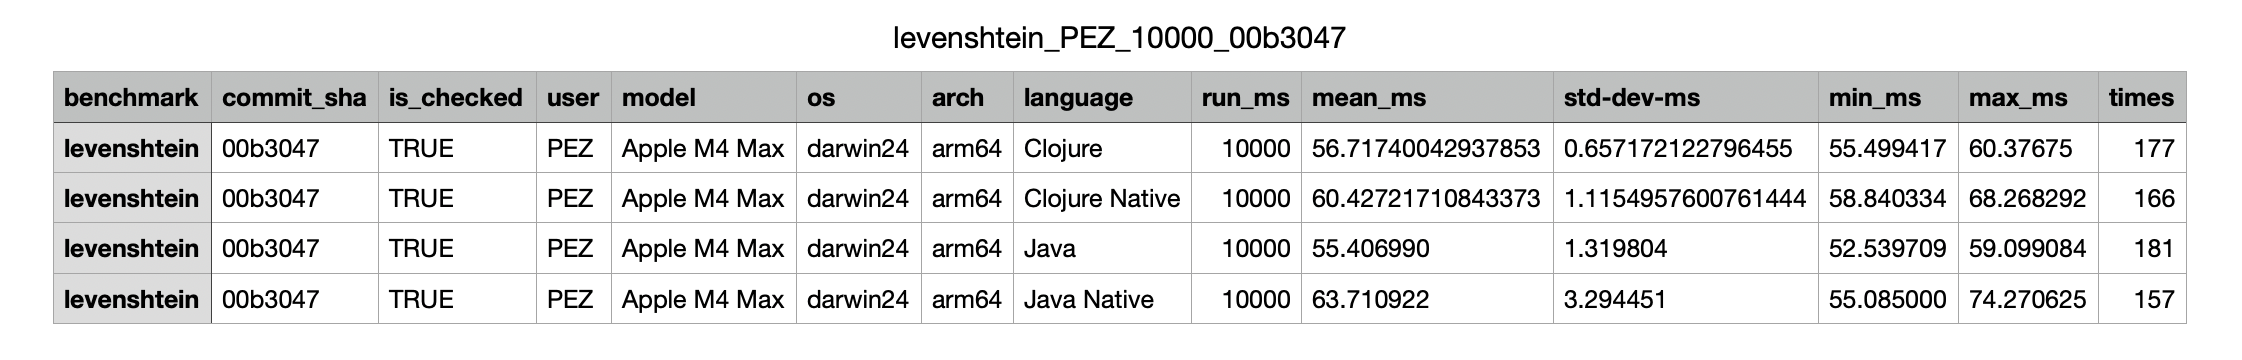 levenshtein_PEZ_10000_00b3047
benchmark commit_sha is_checked user model os arch language run_ms mean_ms std-dev-ms min_ms max_ms times
levenshtein 00b3047 TRUE PEZ Apple M4 Max darwin24 arm64 Clojure 10000 56.71740042937853 0.657172122796455 55.499417 60.37675 177
levenshtein 00b3047 TRUE PEZ Apple M4 Max darwin24 arm64 Clojure Native 10000 60.42721710843373 1.1154957600761444 58.840334 68.268292 166
levenshtein 00b3047 TRUE PEZ Apple M4 Max darwin24 arm64 Java 10000 55.406990 1.319804 52.539709 59.099084 181
levenshtein 00b3047 TRUE PEZ Apple M4 Max darwin24 arm64 Java Native 10000 63.710922 3.294451 55.085000 74.270625 157